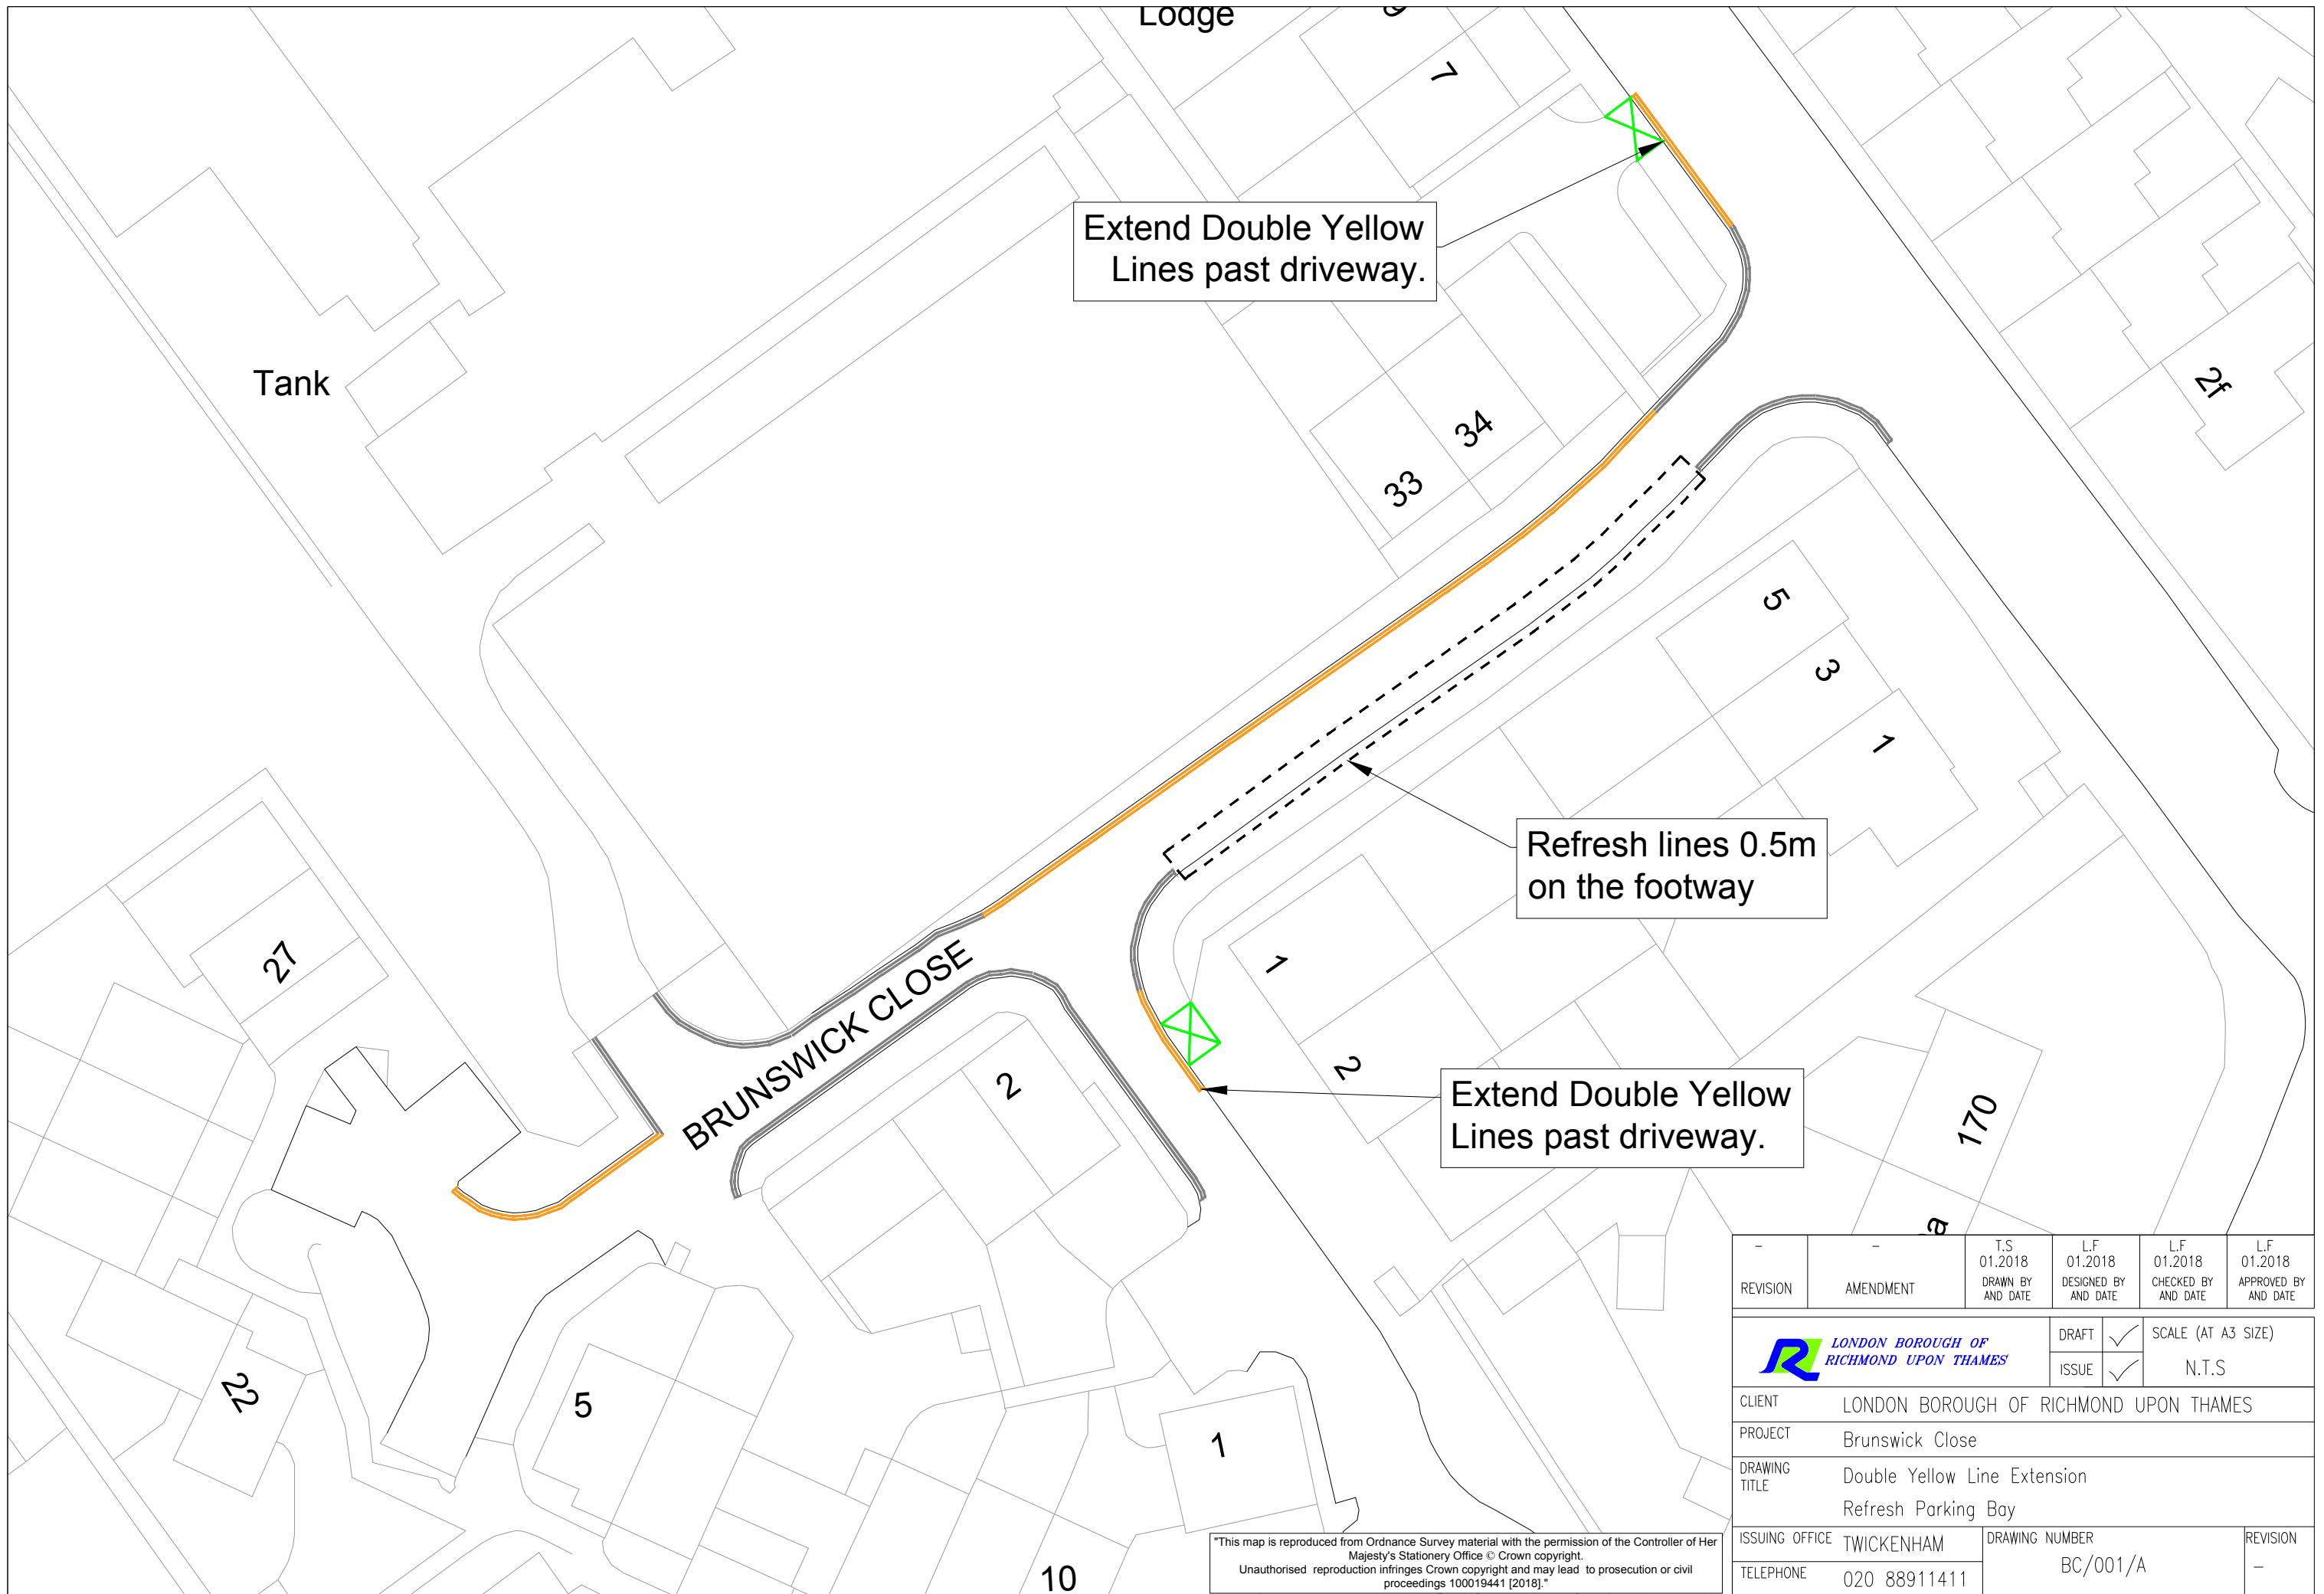 Lodge
7
Extend Double Yellow
Lines past driveway.
Tank
2f
34
33
5
3
1
Refresh lines 0.5m
on the footway
27
BRUNSWICK CLOSE
1
2
2
Extend Double Yellow
Lines past driveway.
170
a
22
5
1
10
"This map is reproduced from Ordnance Survey material with the permission of the Controller of Her
Majesty's Stationery Office © Crown copyright.
Unauthorised reproduction infringes Crown copyright and may lead to prosecution or civil
proceedings 100019441 [2018]."
- - T.S L.F L.F L.F
01.2018 01.2018 01.2018 01.2018
REVISION AMENDMENT DRAWN BY DESIGNED BY CHECKED BY APPROVED BY
AND DATE AND DATE AND DATE AND DATE
LONDON BOROUGH OF
RICHMOND UPON THAMES
DRAFT SCALE (AT A3 SIZE)
ISSUE N.T.S
CLIENT LONDON BOROUGH OF RICHMOND UPON THAMES
PROJECT Brunswick Close
DRAWING
TITLE Double Yellow Line Extension
Refresh Parking Bay
ISSUING OFFICE TWICKENHAM DRAWING NUMBER REVISION
BC/001/A -
TELEPHONE 020 88911411